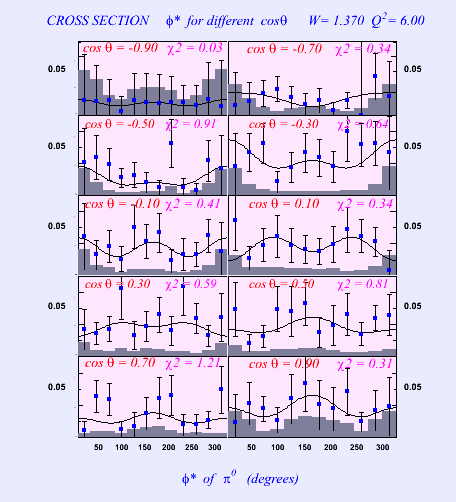 CROSS SECTION ϕ* for different cosθ W= 1.370 Q²= 6.00
cos θ = -0.90 χ2 = 0.03
cos θ = -0.70 χ2 = 0.34
0.05 0.05
cos θ = -0.50 χ2 = 0.91
cos θ = -0.30 χ2 = 0.64
0.05 0.05
cos θ = -0.10 χ2 = 0.41
cos θ = 0.10 χ2 = 0.34
0.05 0.05
cos θ = 0.30 χ2 = 0.59
cos θ = 0.50 χ2 = 0.81
0.05 0.05
cos θ = 0.70 χ2 = 1.21
cos θ = 0.90 χ2 = 0.31
0.05 0.05
50 100 150 200 250 300 50 100 150 200 250 300
ϕ* of π⁰ (degrees)